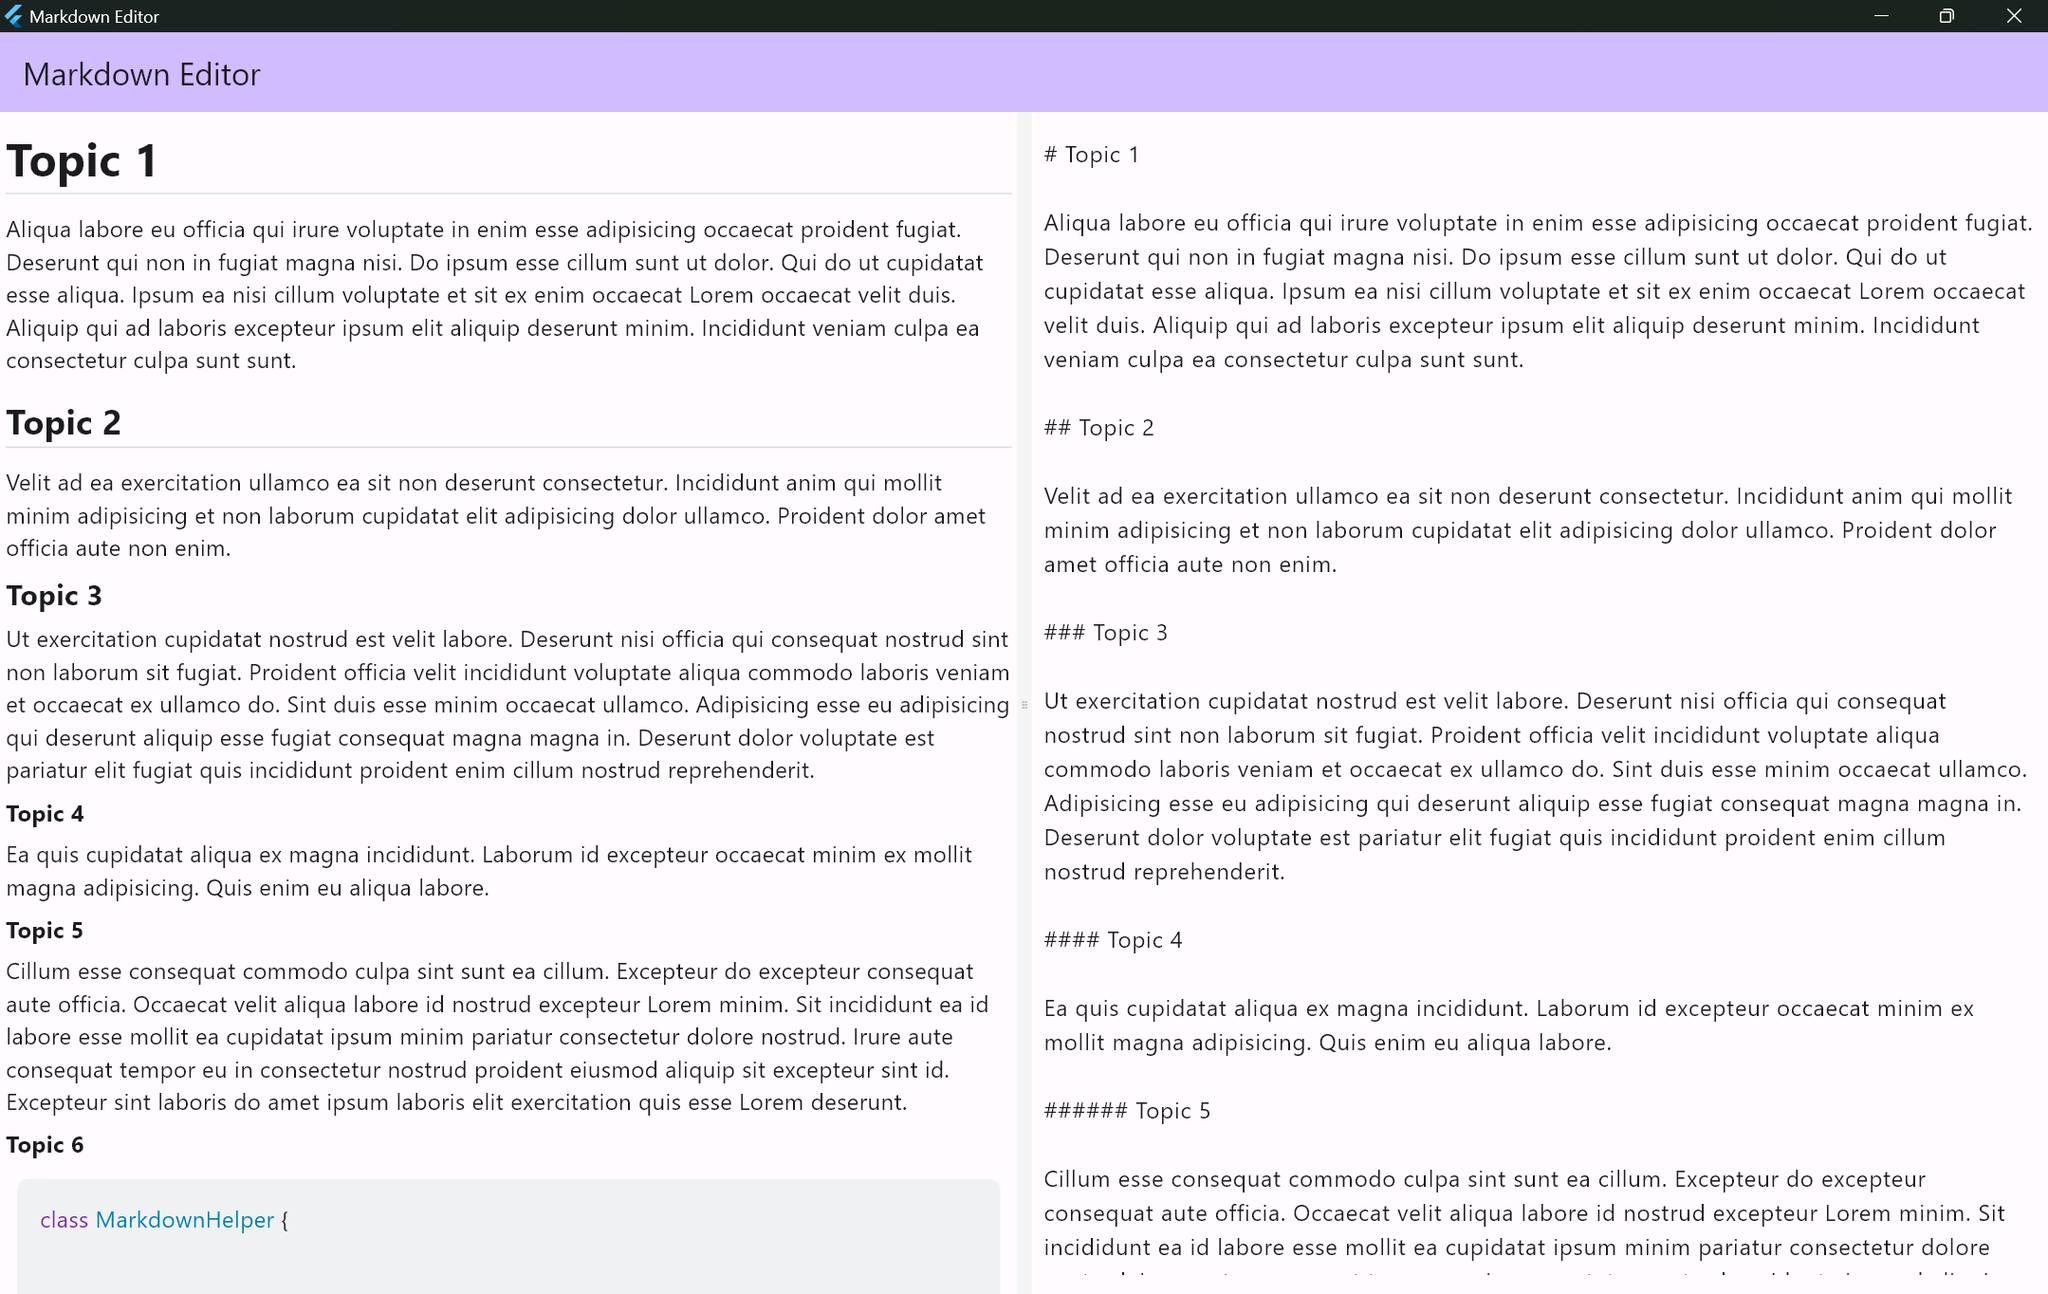 Markdown Editor
Markdown Editor
Topic 1
Aliqua labore eu officia qui irure voluptate in enim esse adipisicing occaecat proident fugiat.
Deserunt qui non in fugiat magna nisi. Do ipsum esse cillum sunt ut dolor. Qui do ut cupidatat
esse aliqua. Ipsum ea nisi cillum voluptate et sit ex enim occaecat Lorem occaecat velit duis.
Aliquip qui ad laboris excepteur ipsum elit aliquip deserunt minim. Incididunt veniam culpa ea
consectetur culpa sunt sunt.
Topic 2
Velit ad ea exercitation ullamco ea sit non deserunt consectetur. Incididunt anim qui mollit
minim adipisicing et non laborum cupidatat elit adipisicing dolor ullamco. Proident dolor amet
officia aute non enim.
Topic 3
Ut exercitation cupidatat nostrud est velit labore. Deserunt nisi officia qui consequat nostrud sint
non laborum sit fugiat. Proident officia velit incididunt voluptate aliqua commodo laboris veniam
et occaecat ex ullamco do. Sint duis esse minim occaecat ullamco. Adipisicing esse eu adipisicing
qui deserunt aliquip esse fugiat consequat magna magna in. Deserunt dolor voluptate est
pariatur elit fugiat quis incididunt proident enim cillum nostrud reprehenderit.
Topic 4
Ea quis cupidatat aliqua ex magna incididunt. Laborum id excepteur occaecat minim ex mollit
magna adipisicing. Quis enim eu aliqua labore.
Topic 5
Cillum esse consequat commodo culpa sint sunt ea cillum. Excepteur do excepteur consequat
aute officia. Occaecat velit aliqua labore id nostrud excepteur Lorem minim. Sit incididunt ea id
labore esse mollit ea cupidatat ipsum minim pariatur consectetur dolore nostrud. Irure aute
consequat tempor eu in consectetur nostrud proident eiusmod aliquip sit excepteur sint id.
Excepteur sint laboris do amet ipsum laboris elit exercitation quis esse Lorem deserunt.
Topic 6
class MarkdownHelper {
# Topic 1
Aliqua labore eu officia qui irure voluptate in enim esse adipisicing occaecat proident fugiat.
Deserunt qui non in fugiat magna nisi. Do ipsum esse cillum sunt ut dolor. Qui do ut
cupidatat esse aliqua. Ipsum ea nisi cillum voluptate et sit ex enim occaecat Lorem occaecat
velit duis. Aliquip qui ad laboris excepteur ipsum elit aliquip deserunt minim. Incididunt
veniam culpa ea consectetur culpa sunt sunt.
## Topic 2
Velit ad ea exercitation ullamco ea sit non deserunt consectetur. Incididunt anim qui mollit
minim adipisicing et non laborum cupidatat elit adipisicing dolor ullamco. Proident dolor
amet officia aute non enim.
### Topic 3
Ut exercitation cupidatat nostrud est velit labore. Deserunt nisi officia qui consequat
nostrud sint non laborum sit fugiat. Proident officia velit incididunt voluptate aliqua
commodo laboris veniam et occaecat ex ullamco do. Sint duis esse minim occaecat ullamco.
Adipisicing esse eu adipisicing qui deserunt aliquip esse fugiat consequat magna magna in.
Deserunt dolor voluptate est pariatur elit fugiat quis incididunt proident enim cillum
nostrud reprehenderit.
#### Topic 4
Ea quis cupidatat aliqua ex magna incididunt. Laborum id excepteur occaecat minim ex
mollit magna adipisicing. Quis enim eu aliqua labore.
###### Topic 5
Cillum esse consequat commodo culpa sint sunt ea cillum. Excepteur do excepteur
consequat aute officia. Occaecat velit aliqua labore id nostrud excepteur Lorem minim. Sit
incididunt ea id labore esse mollit ea cupidatat ipsum minim pariatur consectetur dolore